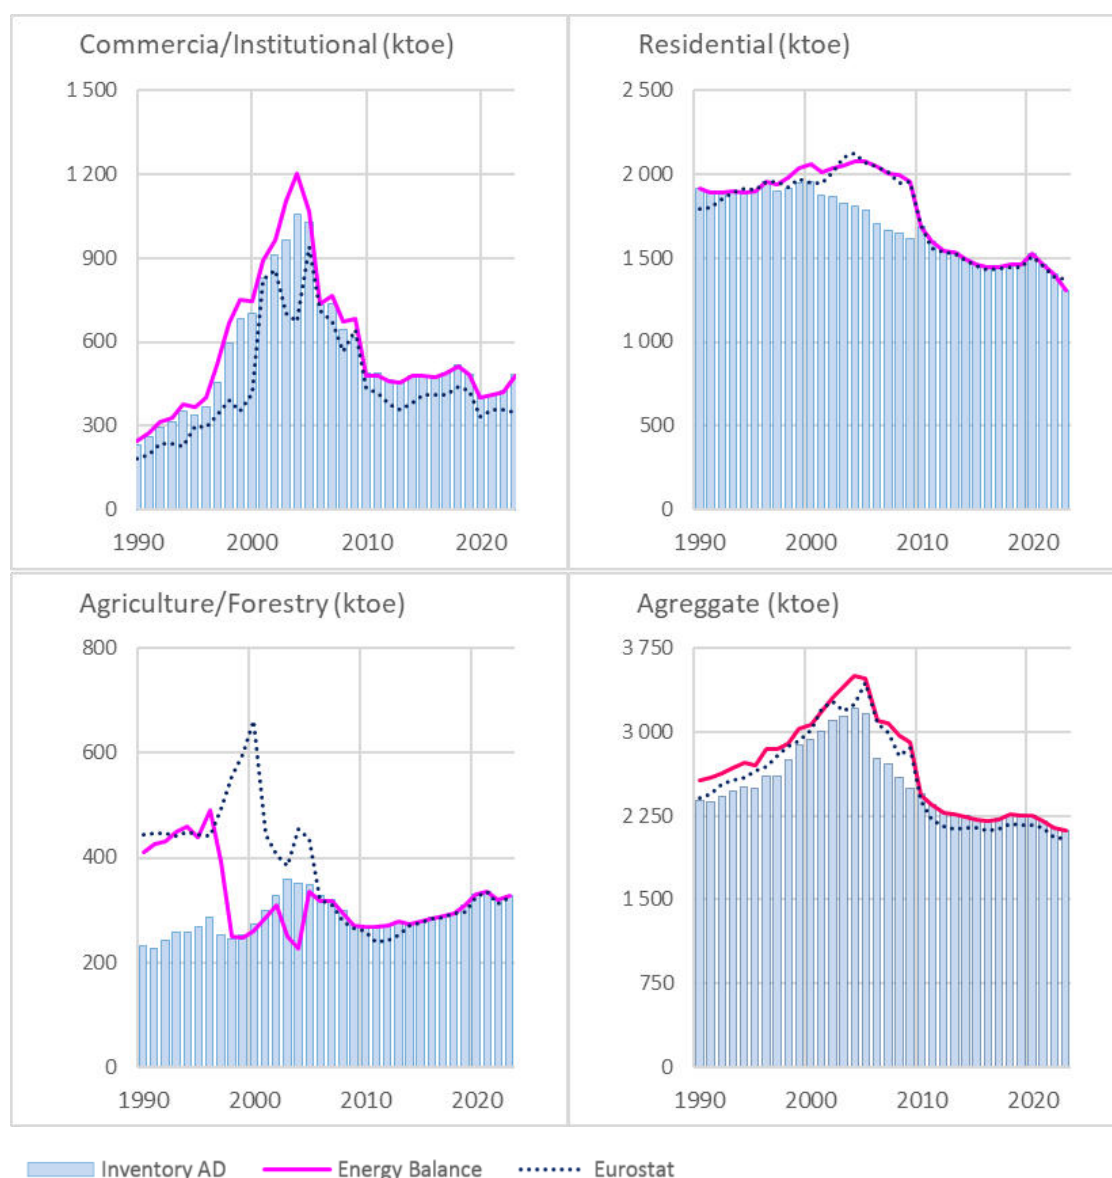 Commercia/Institutional (ktoe)
1 500
1 200
900
600
300
0
1990 2000 2010 2020
Residential (ktoe)
2 500
2 000
1 500
1 000
500
0
1990 2000 2010 2020
Agriculture/Forestry (ktoe)
800
600
400
200
0
1990 2000 2010 2020
Agreggate (ktoe)
3 750
3 000
2 250
1 500
750
0
1990 2000 2010 2020
Inventory AD Energy Balance Eurostat